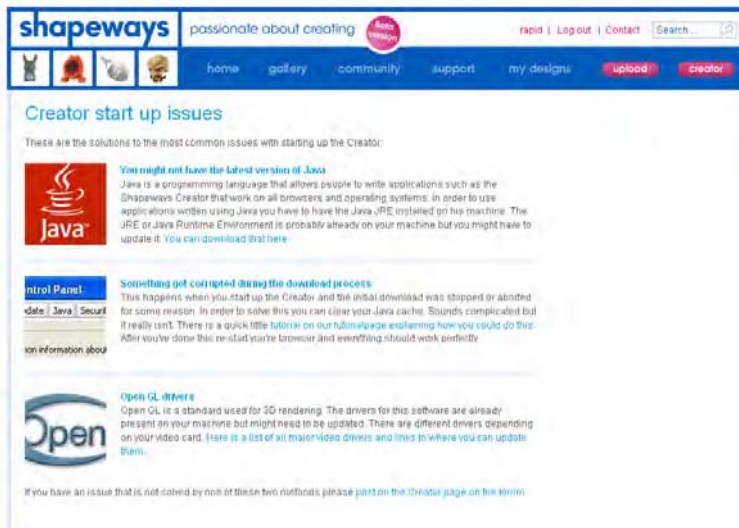 shapeways
passionate about creating
Beta
version
rapid | Log out | Contact
Search...
home gallery community support my designs upload creator
Creator start up issues
These are the solutions to the most common issues with starting up the Creator:
You might not have the latest version of Java
Java is a programming language that allows people to write applications such as the
Shapeways Creator that work on all browsers and operating systems. In order to use
applications written using Java you have to have the Java JRE installed on his machine. The
JRE or Java Runtime Environment is probably already on your machine but you might have to
update it. You can download that here
Java
Something got corrupted during the download process
This happens when you start up the Creator and the initial download was stopped or aborted
for some reason. In order to solve this you can clear your Java cache. Sounds complicated but
it really isn't. There is a quick little tutorial on our tutorialpage explaining how you could do this.
After you've done this re-start you're browser and everything should work perfectly
ntrol Panel
date Java Securit
ion information abou
Open GL drivers
Open GL is a standard used for 3D rendering. The drivers for this software are already
present on your machine but might need to be updated. There are different drivers depending
on your video card. Here is a list of all major video drivers and links to where you can update
them.
Open
If you have an issue that is not solved by one of these two methods please post on the Creator page on the forum